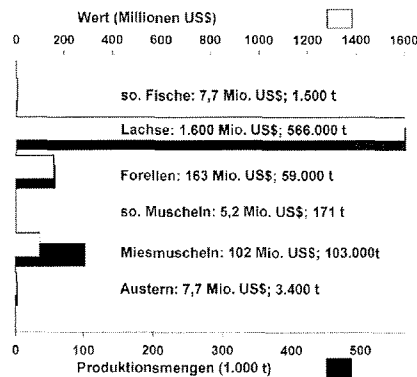 Wert (Millionen US$)
0 200 400 600 800 1000 1200 1400 1600
so. Fische: 7,7 Mio. US$; 1.500 t
Lachse: 1.600 Mio. US$; 566.000 t
Forellen: 163 Mio. US$; 59.000 t
so. Muscheln: 5,2 Mio. US$; 171 t
Miesmuscheln: 102 Mio. US$; 103.000t
Austern: 7,7 Mio. US$; 3.400 t
0 100 200 300 400 500
Produktionsmengen (1.000 t)